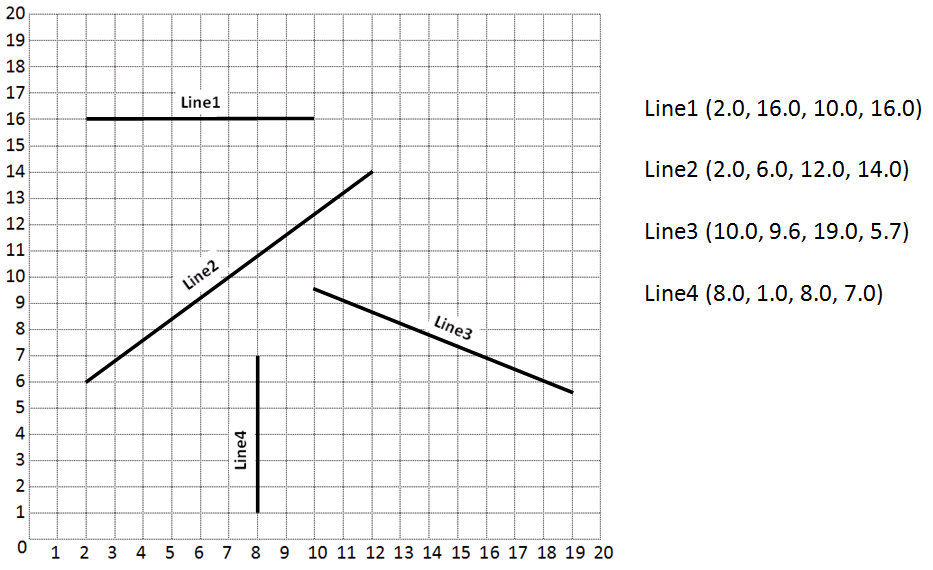 20
19
18
17
16
15
14
13
12
11
10
9
8
7
6
5
4
3
2
1
0 1 2 3 4 5 6 7 8 9 10 11 12 13 14 15 16 17 18 19 20
Line1
Line2
Line3
Line4
Line1 (2.0, 16.0, 10.0, 16.0)
Line2 (2.0, 6.0, 12.0, 14.0)
Line3 (10.0, 9.6, 19.0, 5.7)
Line4 (8.0, 1.0, 8.0, 7.0)